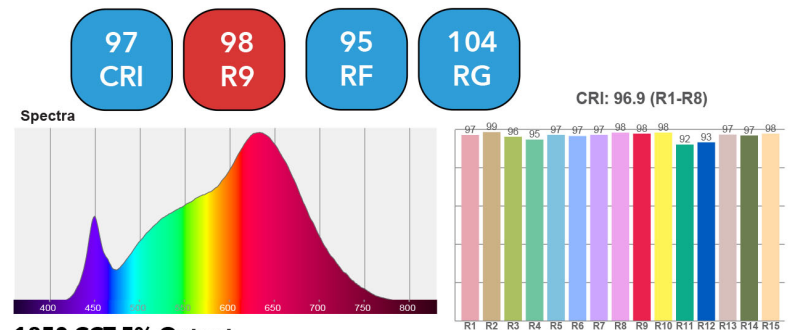 97
CRI
98
R9
95
RF
104
RG
CRI: 96.9 (R1-R8)
Spectra
97 99 96 95 97 97 97 98 98 98 92 93 97 97 98
400 450 500 600 650 700 750 800
R1 R2 R3 R4 R5 R6 R7 R8 R9 R10 R11 R12 R13 R14 R15